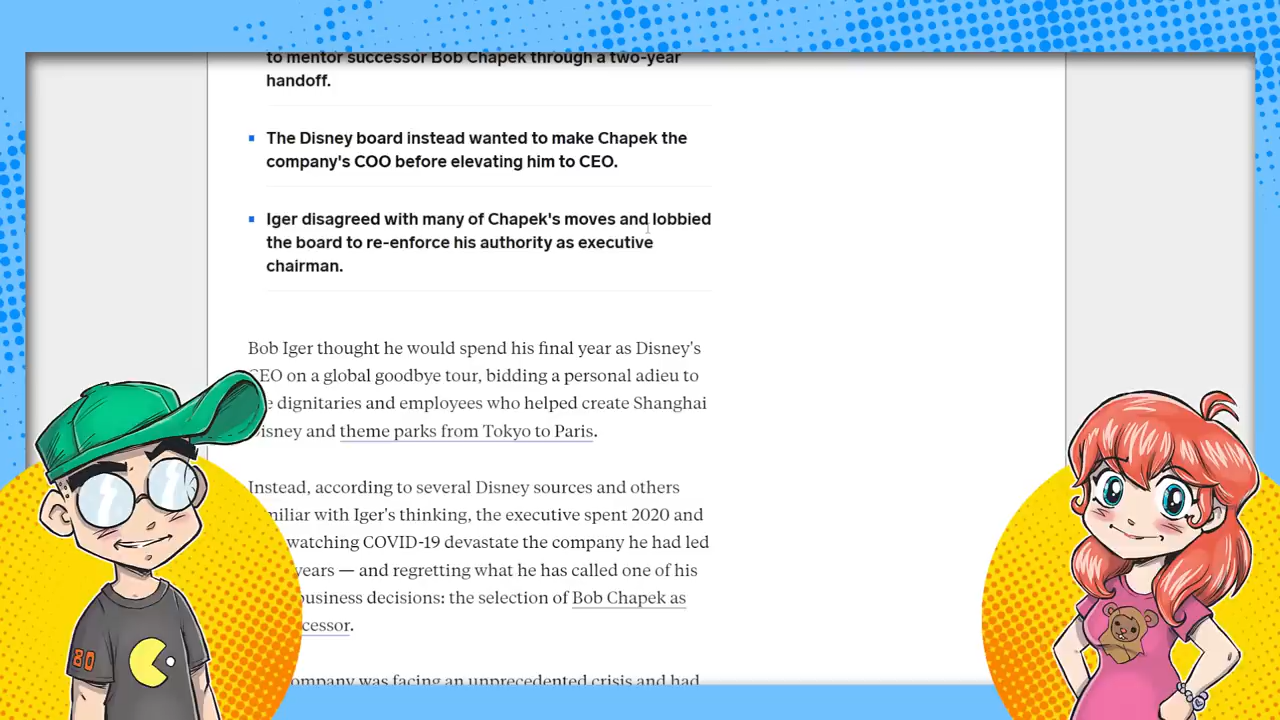 to mentor successor Bob Chapek through a two-year
handoff.
The Disney board instead wanted to make Chapek the
company's COO before elevating him to CEO.
Iger disagreed with many of Chapek's moves and lobbied
the board to re-enforce his authority as executive
chairman.
Bob Iger thought he would spend his final year as Disney's
CEO on a global goodbye tour, bidding a personal adieu to
e dignitaries and employees who helped create Shanghai
isney and theme parks from Tokyo to Paris.
Instead, according to several Disney sources and others
miliar with Iger's thinking, the executive spent 2020 and
watching COVID-19 devastate the company he had led
years — and regretting what he has called one of his
business decisions: the selection of Bob Chapek as
cessor.
ompany was facing an unprecedented crisis and had
80